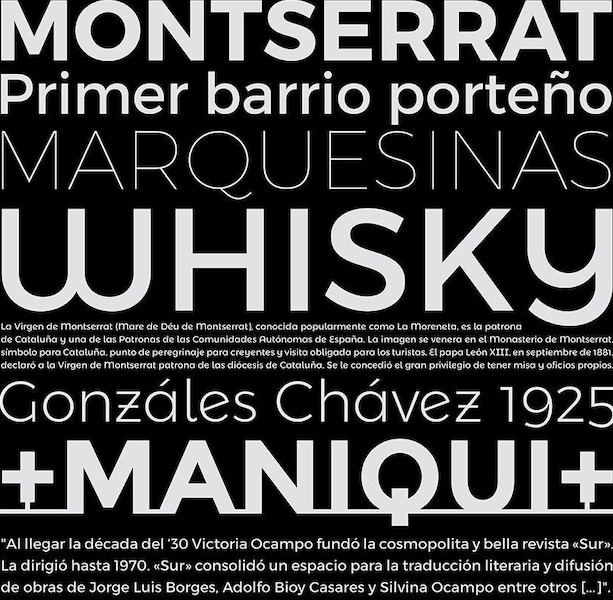 MONTSERRAT
Primer barrio porteño
MARQUESINAS
WHISKY
La Virgen de Montserrat (Mare de Déu de Montserrat), conocida popularmente como La Moreneta, es la patrona
de Cataluña y una de las Patronas de las Comunidades Autónomas de España. La imagen se venera en el Monasterio de Montserrat,
símbolo para Cataluña, punto de peregrinaje para creyentes y visita obligada para los turistas. El papa León XIII, en septiembre de 1881,
declaró a la Virgen de Montserrat patrona de las diócesis de Cataluña. Se le concedió el gran privilegio de tener misa y oficios propios.
Gonzáles Chávez 1925
+MANIQUI+
"Al llegar la década del ‘30 Victoria Ocampo fundó la cosmopolita y bella revista «Sur».
La dirigió hasta 1970. «Sur» consolidó un espacio para la traducción literaria y difusión
de obras de Jorge Luis Borges, Adolfo Bioy Casares y Silvina Ocampo entre otros [...]".